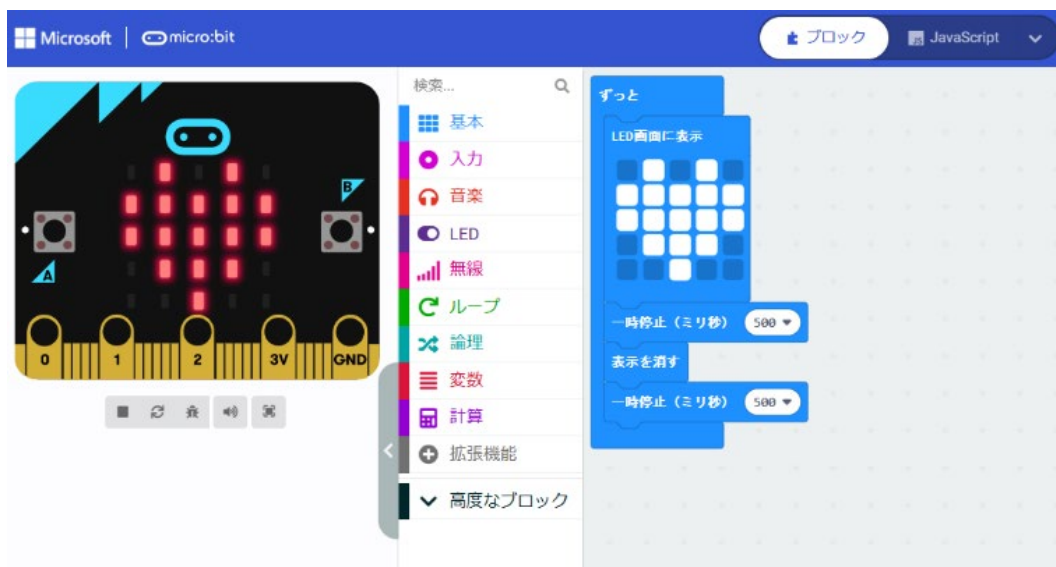 Microsoft micro:bit
ブロック
JavaScript
B
A
0 1 2 3V GND
検索...
基本
入力
音楽
LED
無線
ループ
論理
変数
計算
拡張機能
高度なブロック
ずっと
LED画面に表示
一時停止（ミリ秒） 500
表示を消す
一時停止（ミリ秒） 500